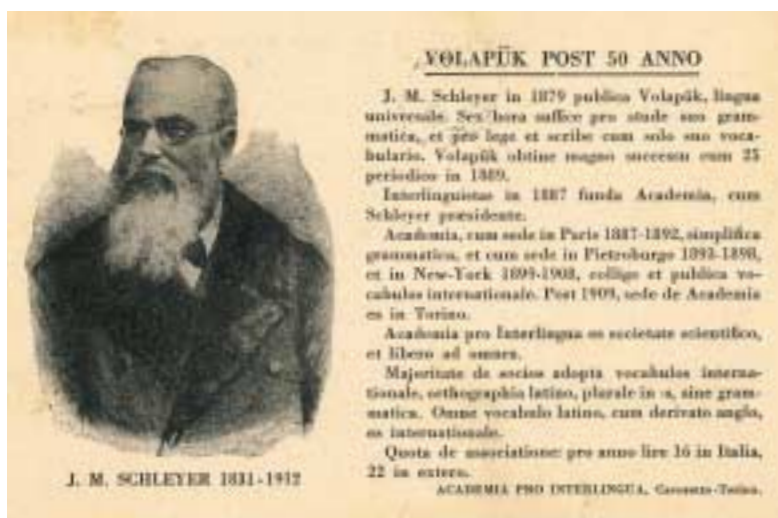 VOLAPÜK POST 50 ANNO
J. M. Schleyer in 1879 publica Volapük, lingua
universale. Sex hora suffice pro stude suo gram-
matica, et pro lege et scribe cum solo suo voca-
bulario. Volapük obtine magno successu cum 25
periodico in 1889.
Interlinguistas in 1887 funda Academia, cum
Schleyer præsidente.
Academia, cum sede in Paris 1887-1892, simplifica
grammatica, et cum sede in Pietroburgo 1893-1898,
et in New-York 1899-1908, collige et publica vo-
cabulos internationale. Post 1909, sede de Academia
es in Torino.
Academia pro Interlingua es societate scientifico,
et libero ad omnes.
Majoritate de socios adopta vocabulos interna-
tionale, orthographia latino, plurale in -s, sine gram-
matica. Omne vocabulo latino, cum derivato anglo,
es internationale.
Quota de associatione: pro anno lire 16 in Italia,
22 in extero.
ACADEMIA PRO INTERLINGUA, Cavoretto-Torino.
J. M. SCHLEYER 1831-1912